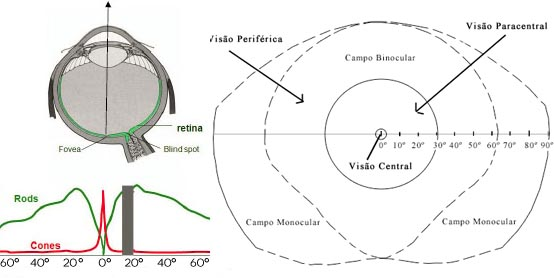 retina
Fovea
Blind spot
Rods
Cones
60° 40° 20° 0° 20° 40° 60°
Visão Periférica
Visão Paracentral
Campo Binocular
0° 10° 20° 30° 40° 50° 60° 70° 80° 90°
Visão Central
Campo Monocular
Campo Monocular